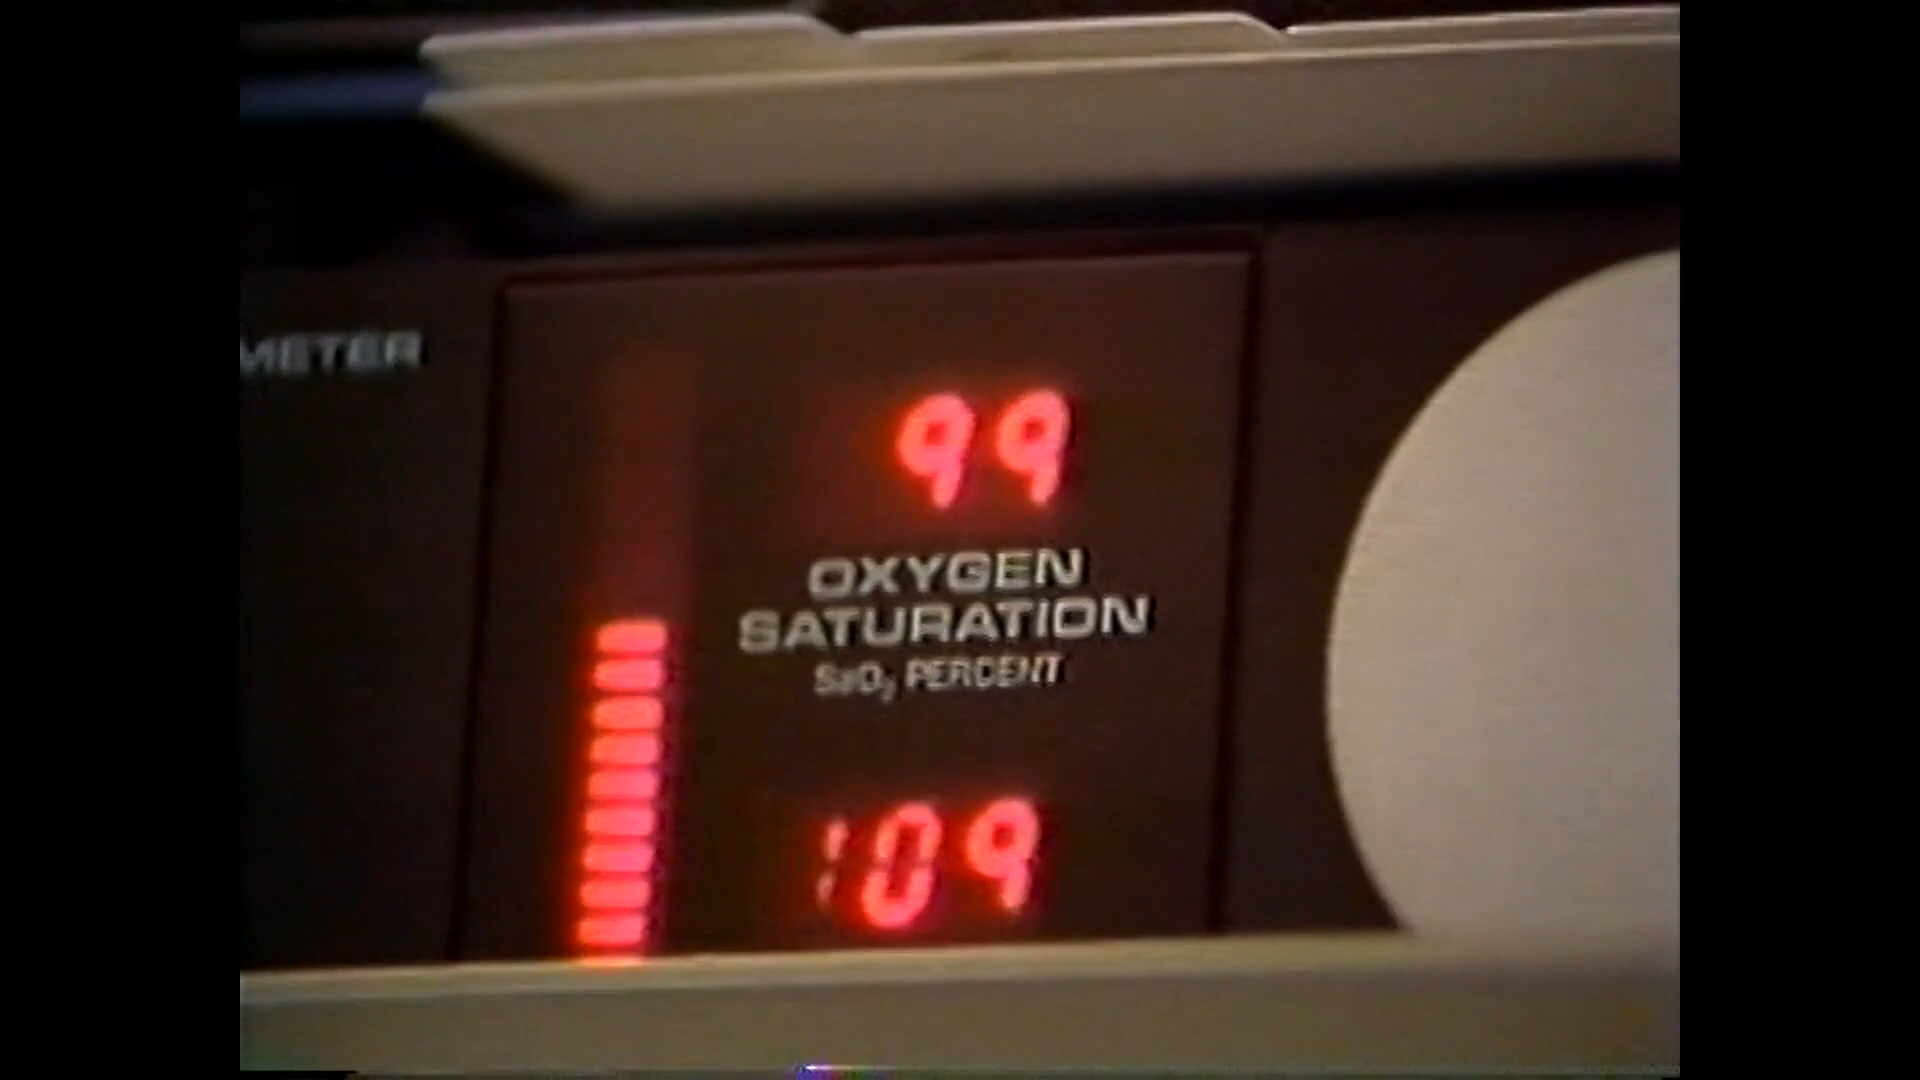 METER
99
OXYGEN
SATURATION
SaO₂ PERCENT
109